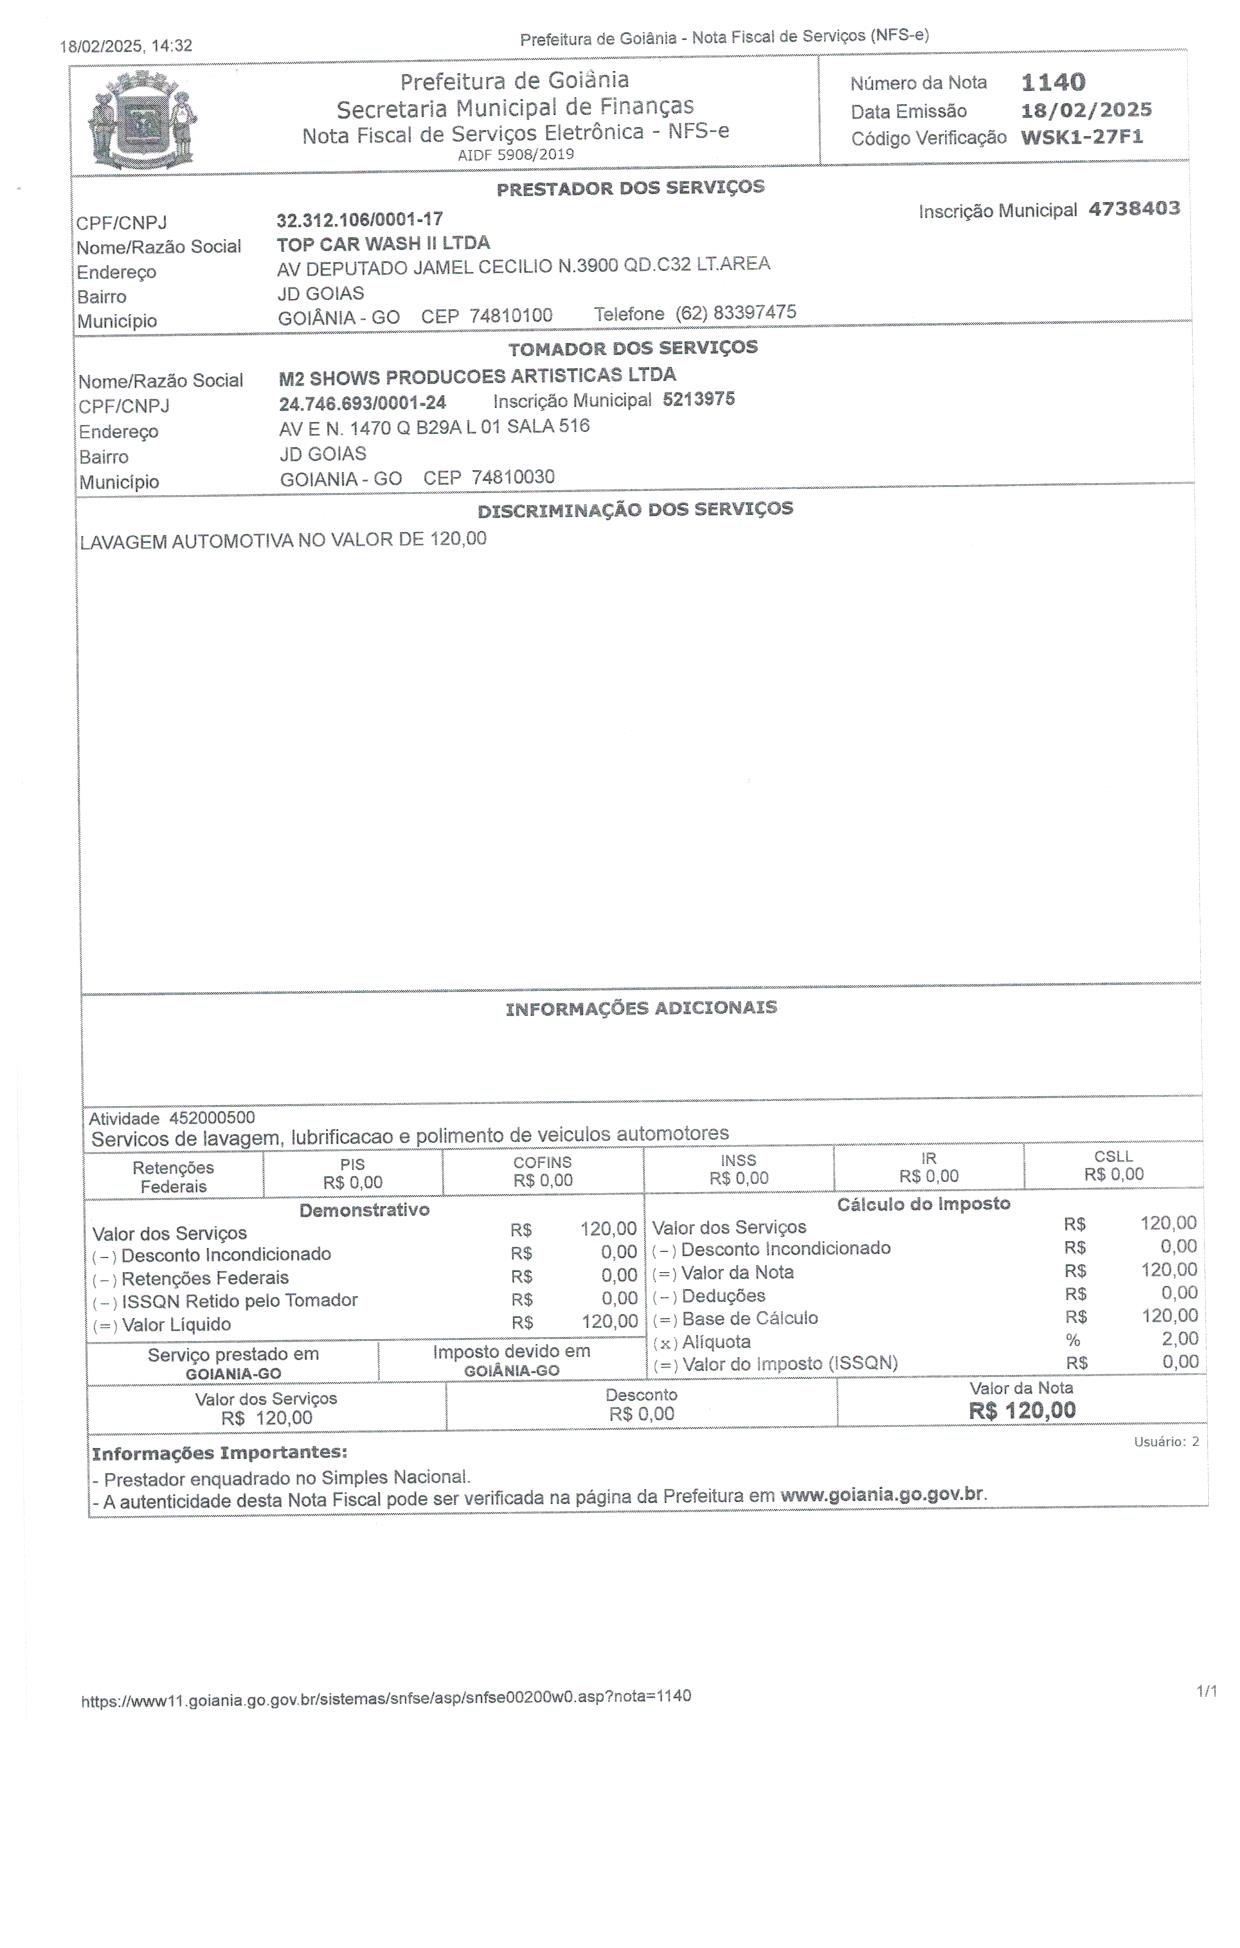 18/02/2025, 14:32
Prefeitura de Goiânia - Nota Fiscal de Serviços (NFS-e)
Prefeitura de Goiânia
Secretaria Municipal de Finanças
Nota Fiscal de Serviços Eletrônica - NFS-e
AIDF 5908/2019
Número da Nota 1140
Data Emissão 18/02/2025
Código Verificação WSK1-27F1
PRESTADOR DOS SERVIÇOS
CPF/CNPJ 32.312.106/0001-17 Inscrição Municipal 4738403
Nome/Razão Social TOP CAR WASH II LTDA
Endereço AV DEPUTADO JAMEL CECILIO N.3900 QD.C32 LT.AREA
Bairro JD GOIAS
Município GOIÂNIA - GO CEP 74810100 Telefone (62) 83397475
TOMADOR DOS SERVIÇOS
Nome/Razão Social M2 SHOWS PRODUCOES ARTISTICAS LTDA
CPF/CNPJ 24.746.693/0001-24 Inscrição Municipal 5213975
Endereço AV E N. 1470 Q B29A L 01 SALA 516
Bairro JD GOIAS
Município GOIANIA - GO CEP 74810030
DISCRIMINAÇÃO DOS SERVIÇOS
LAVAGEM AUTOMOTIVA NO VALOR DE 120,00
INFORMAÇÕES ADICIONAIS
Atividade 452000500
Servicos de lavagem, lubrificacao e polimento de veiculos automotores
Retenções Federais
PIS R$ 0,00
COFINS R$ 0,00
INSS R$ 0,00
IR R$ 0,00
CSLL R$ 0,00
Demonstrativo
Valor dos Serviços R$ 120,00
(-) Desconto Incondicionado R$ 0,00
(-) Retenções Federais R$ 0,00
(-) ISSQN Retido pelo Tomador R$ 0,00
(=) Valor Líquido R$ 120,00
Serviço prestado em GOIANIA-GO
Imposto devido em GOIÂNIA-GO
Cálculo do Imposto
Valor dos Serviços R$ 120,00
(-) Desconto Incondicionado R$ 0,00
(=) Valor da Nota R$ 120,00
(-) Deduções R$ 0,00
(=) Base de Cálculo R$ 120,00
(x) Alíquota % 2,00
(=) Valor do Imposto (ISSQN) R$ 0,00
Valor dos Serviços R$ 120,00
Desconto R$ 0,00
Valor da Nota R$ 120,00
Informações Importantes: Usuário: 2
- Prestador enquadrado no Simples Nacional.
- A autenticidade desta Nota Fiscal pode ser verificada na página da Prefeitura em www.goiania.go.gov.br.
https://www11.goiania.go.gov.br/sistemas/snfse/asp/snfse00200w0.asp?nota=1140
1/1